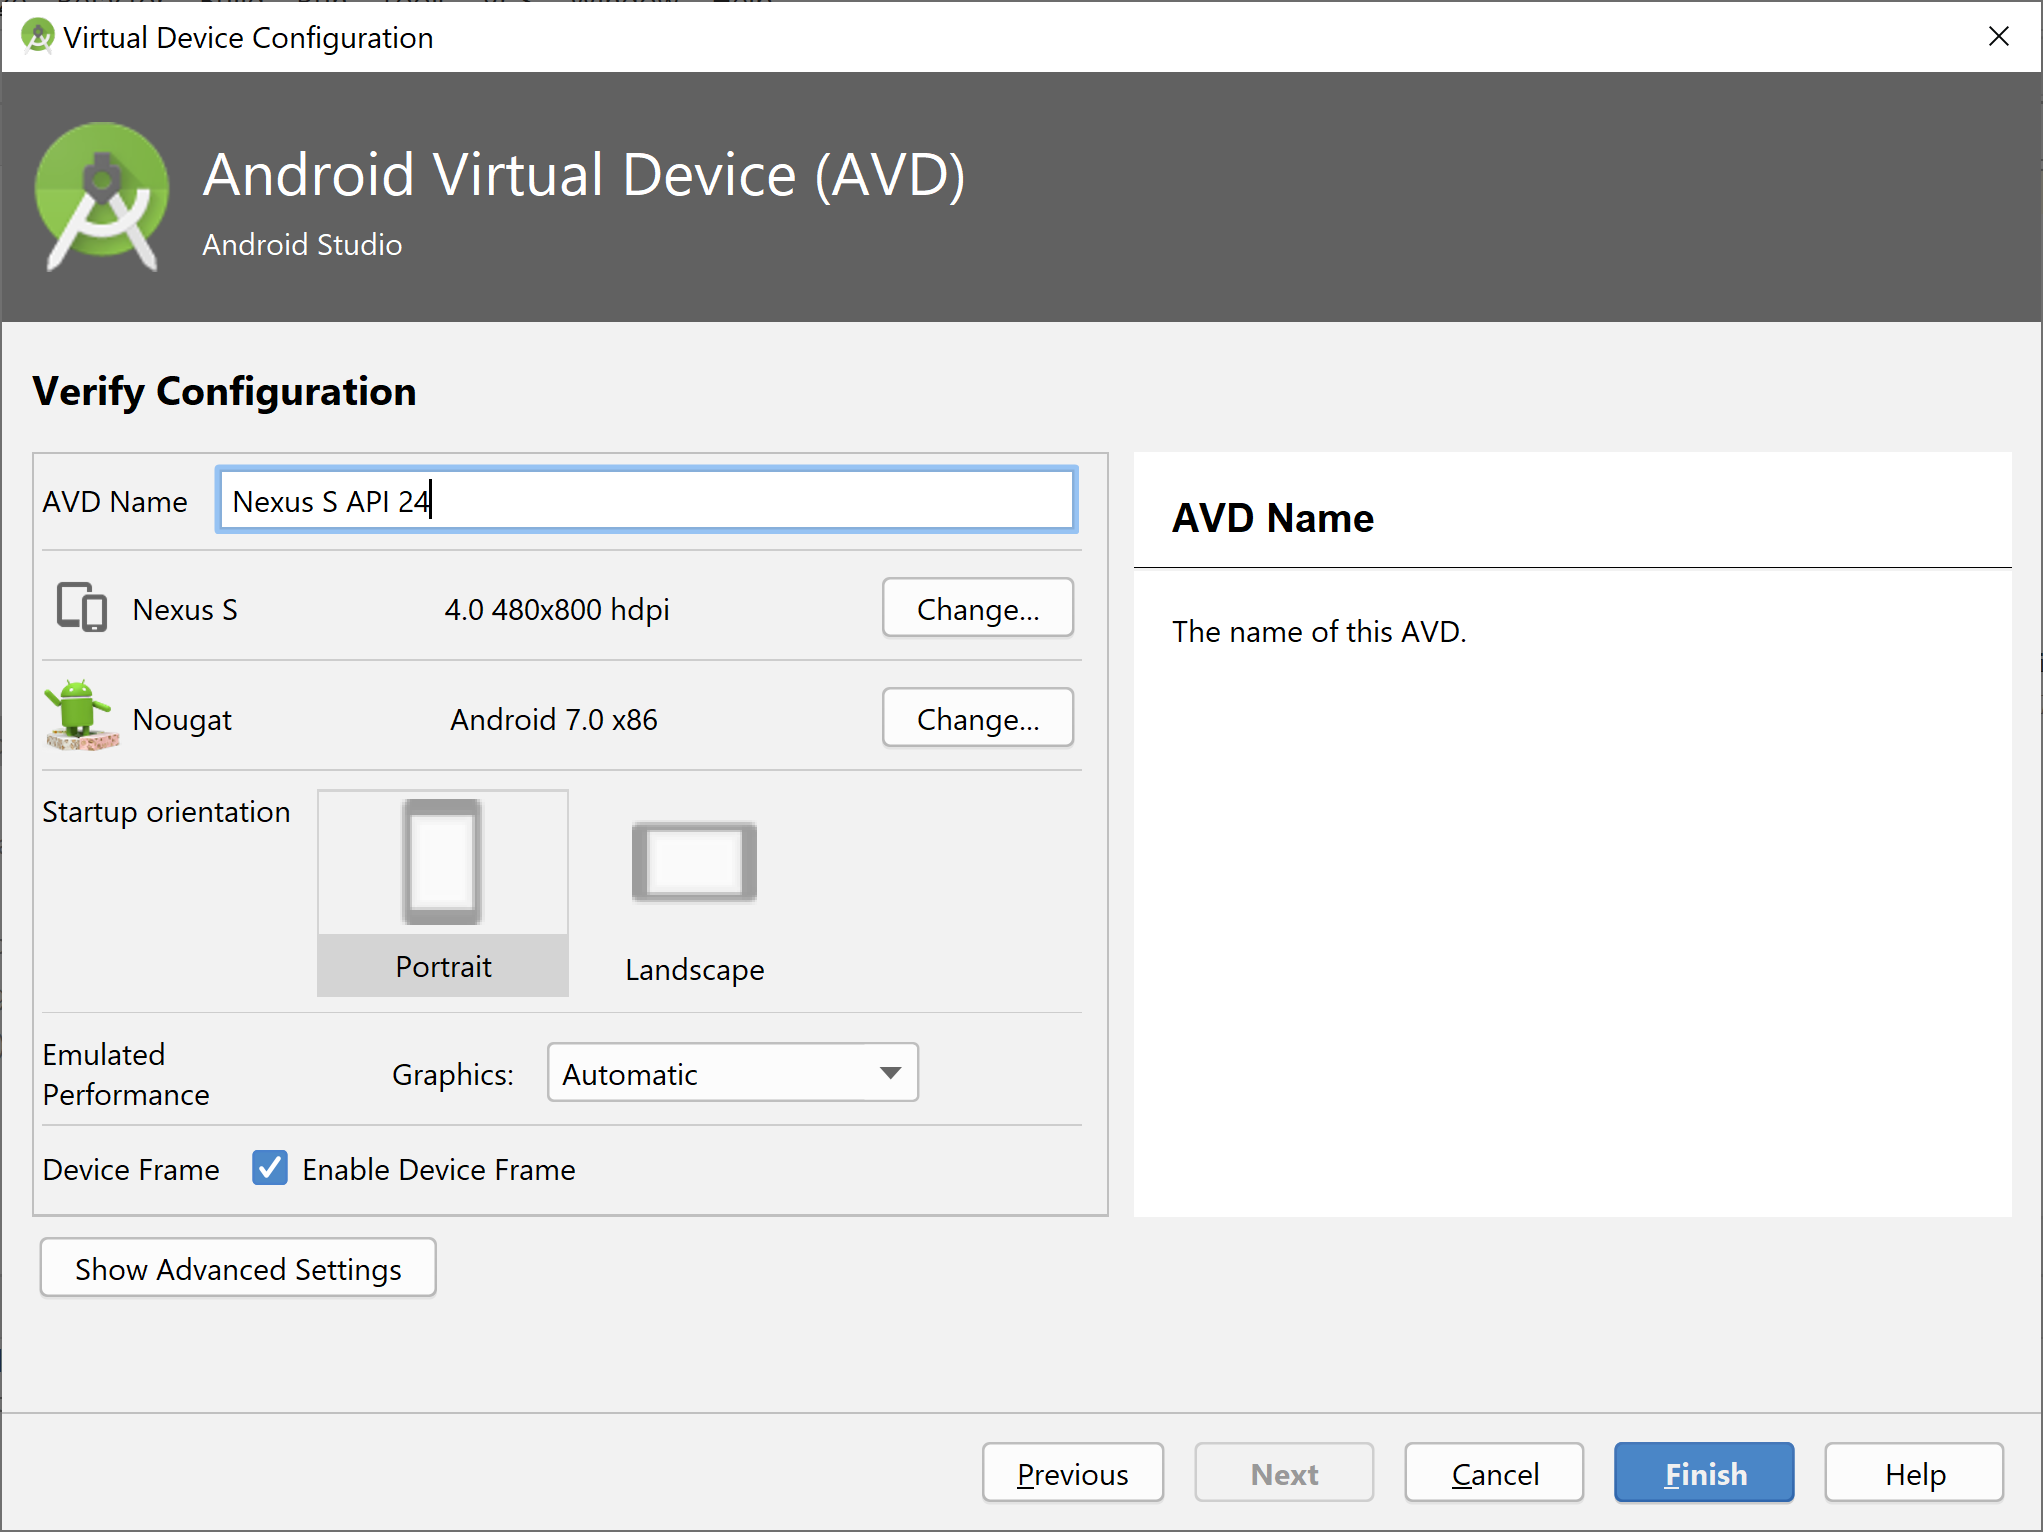 Virtual Device Configuration
Android Virtual Device (AVD)
Android Studio
Verify Configuration
AVD Name
Nexus S API 24
Nexus S
4.0 480x800 hdpi
Change...
Nougat
Android 7.0 x86
Change...
Startup orientation
Portrait
Landscape
Emulated
Performance
Graphics:
Automatic
Device Frame
Enable Device Frame
Show Advanced Settings
AVD Name
The name of this AVD.
Previous
Next
Cancel
Finish
Help